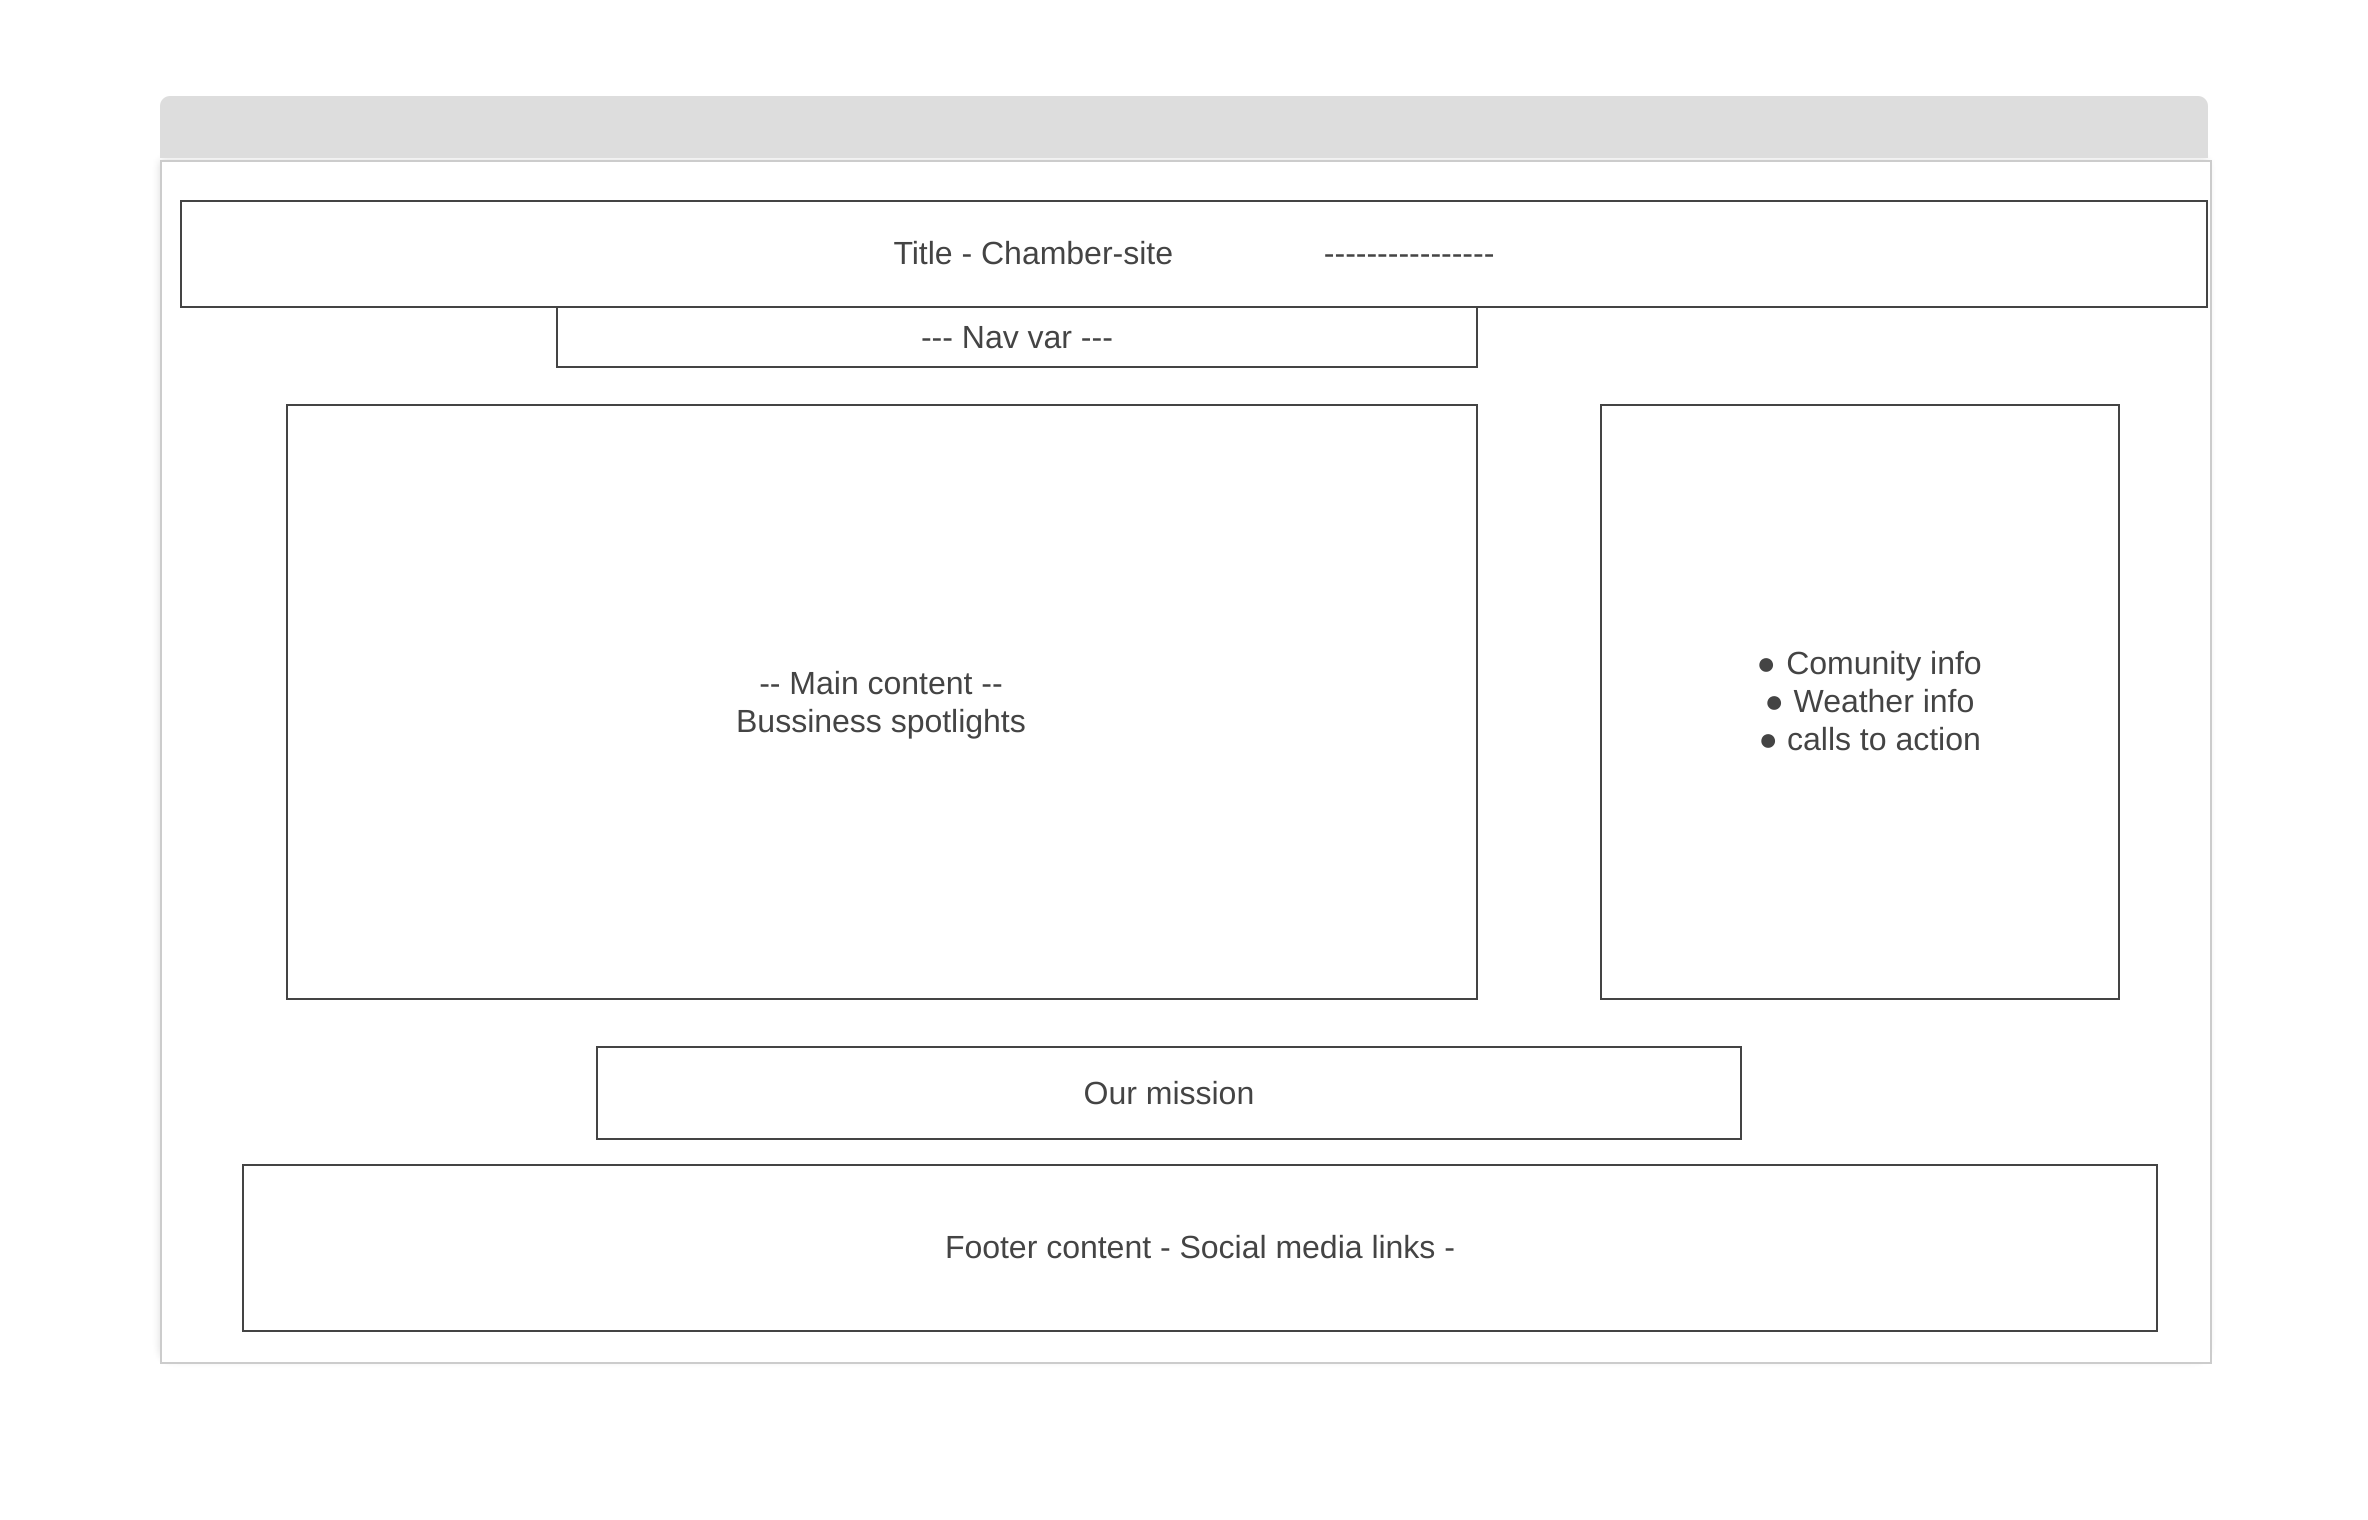 Title - Chamber-site ---------------
--- Nav var ---
-- Main content --
Bussiness spotlights
● Comunity info
● Weather info
● calls to action
Our mission
Footer content - Social media links -